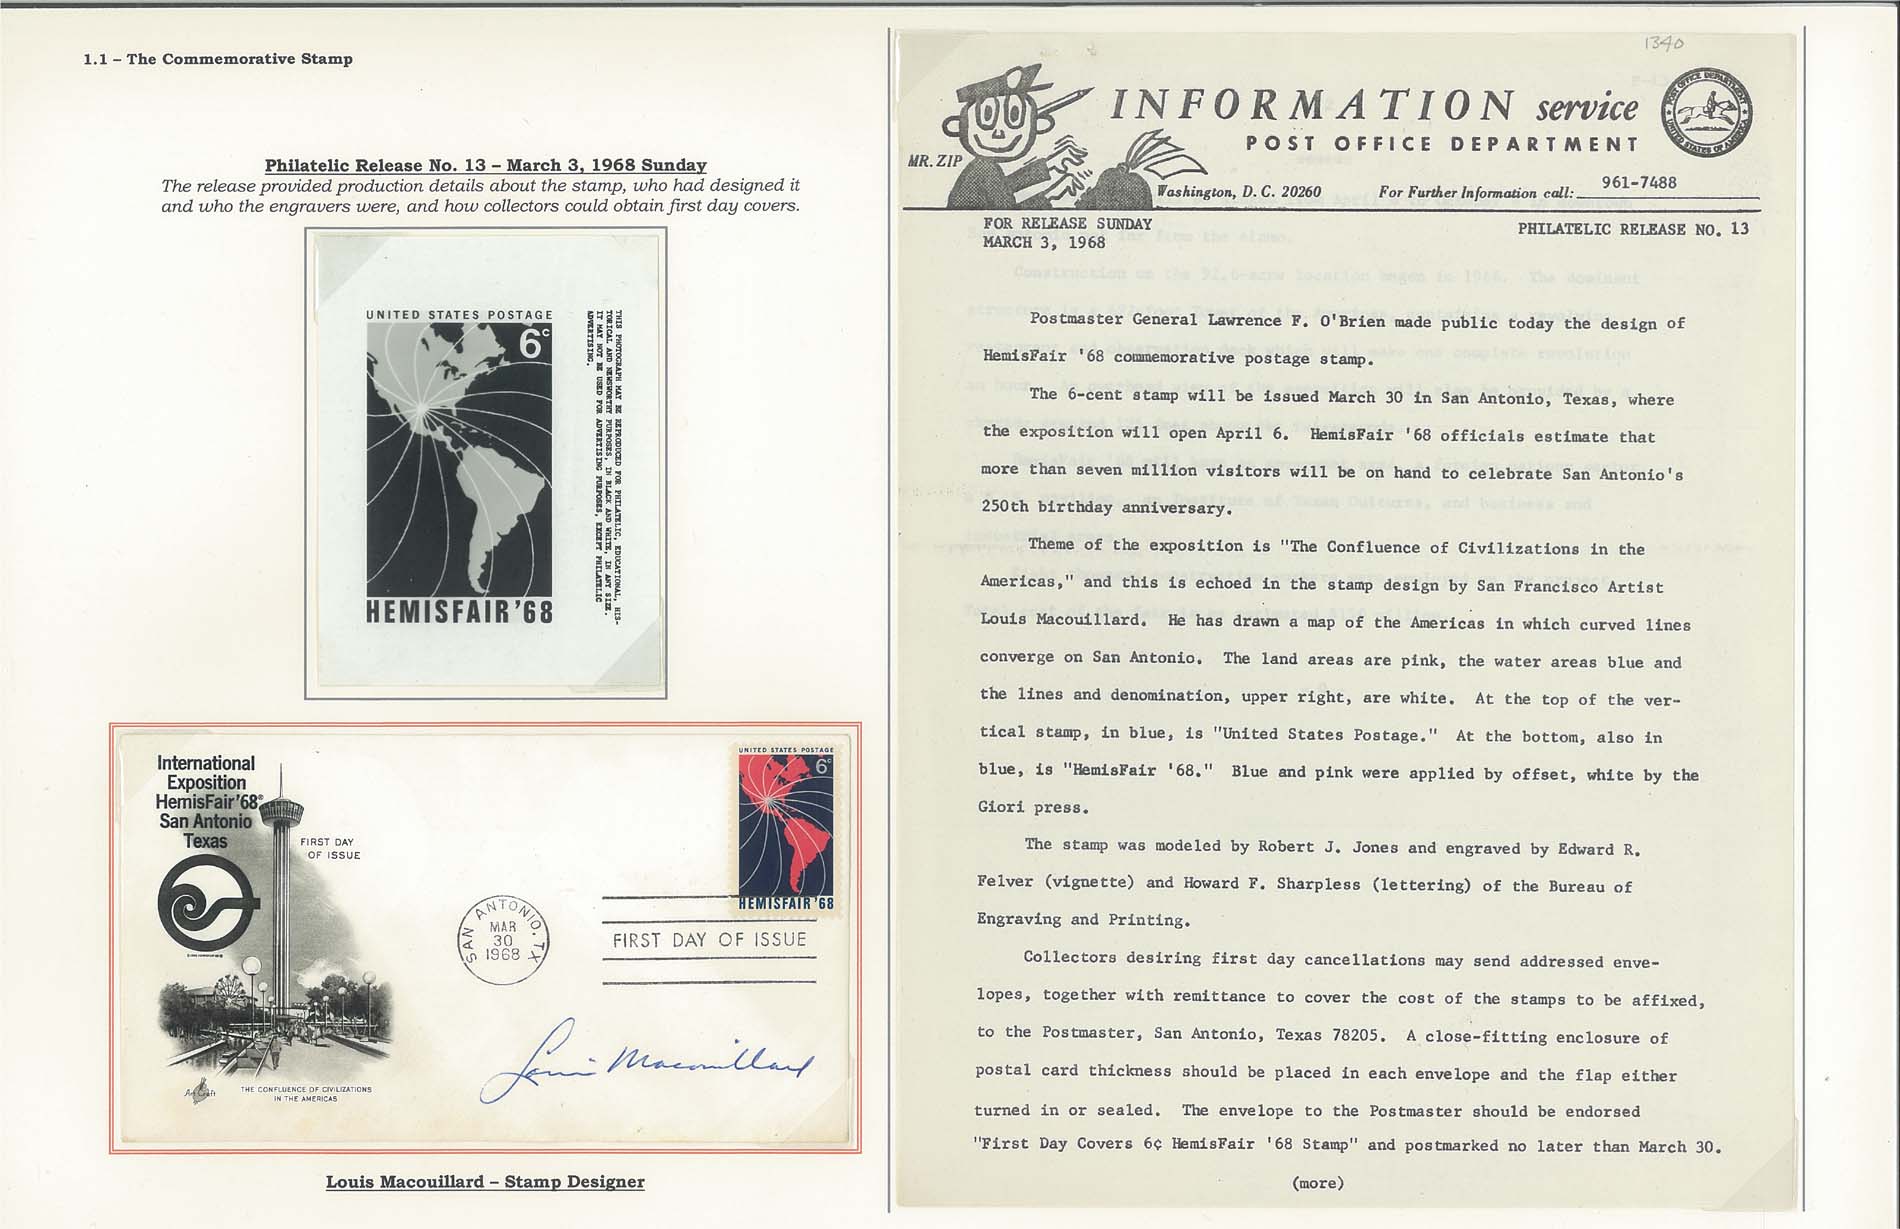 1.1 – The Commemorative Stamp
Philatelic Release No. 13 – March 3, 1968 Sunday
The release provided production details about the stamp, who had designed it
and who the engravers were, and how collectors could obtain first day covers.
UNITED STATES POSTAGE
6c
HEMISFAIR'68
THIS PHOTOGRAPH MAY BE REPRODUCED FOR PHILATELIC, EDUCATIONAL, HIS-
TORICAL AND NEWSWORTHY PURPOSES, IN BLACK AND WHITE, IN ANY SIZE.
IT MAY NOT BE USED FOR ADVERTISING PURPOSES, EXCEPT PHILATELIC
ADVERTISING.
International
Exposition
HemisFair'68®
San Antonio
Texas
FIRST DAY
OF ISSUE
Art Craft
THE CONFLUENCE OF CIVILIZATIONS
IN THE AMERICAS
SAN ANTONIO, TX
MAR
30
1968
UNITED STATES POSTAGE
6c
HEMISFAIR'68
FIRST DAY OF ISSUE
Louis Macouillard
Louis Macouillard – Stamp Designer
1340
MR. ZIP
INFORMATION service
POST OFFICE DEPARTMENT
POST OFFICE DEPARTMENT
UNITED STATES OF AMERICA
Washington, D. C. 20260 For Further Information call: 961-7488
FOR RELEASE SUNDAY
MARCH 3, 1968
PHILATELIC RELEASE NO. 13
Postmaster General Lawrence F. O'Brien made public today the design of
HemisFair '68 commemorative postage stamp.
The 6-cent stamp will be issued March 30 in San Antonio, Texas, where
the exposition will open April 6. HemisFair '68 officials estimate that
more than seven million visitors will be on hand to celebrate San Antonio's
250th birthday anniversary.
Theme of the exposition is "The Confluence of Civilizations in the
Americas," and this is echoed in the stamp design by San Francisco Artist
Louis Macouillard. He has drawn a map of the Americas in which curved lines
converge on San Antonio. The land areas are pink, the water areas blue and
the lines and denomination, upper right, are white. At the top of the ver-
tical stamp, in blue, is "United States Postage." At the bottom, also in
blue, is "HemisFair '68." Blue and pink were applied by offset, white by the
Giori press.
The stamp was modeled by Robert J. Jones and engraved by Edward R.
Felver (vignette) and Howard F. Sharpless (lettering) of the Bureau of
Engraving and Printing.
Collectors desiring first day cancellations may send addressed enve-
lopes, together with remittance to cover the cost of the stamps to be affixed,
to the Postmaster, San Antonio, Texas 78205. A close-fitting enclosure of
postal card thickness should be placed in each envelope and the flap either
turned in or sealed. The envelope to the Postmaster should be endorsed
"First Day Covers 6¢ HemisFair '68 Stamp" and postmarked no later than March 30.
(more)